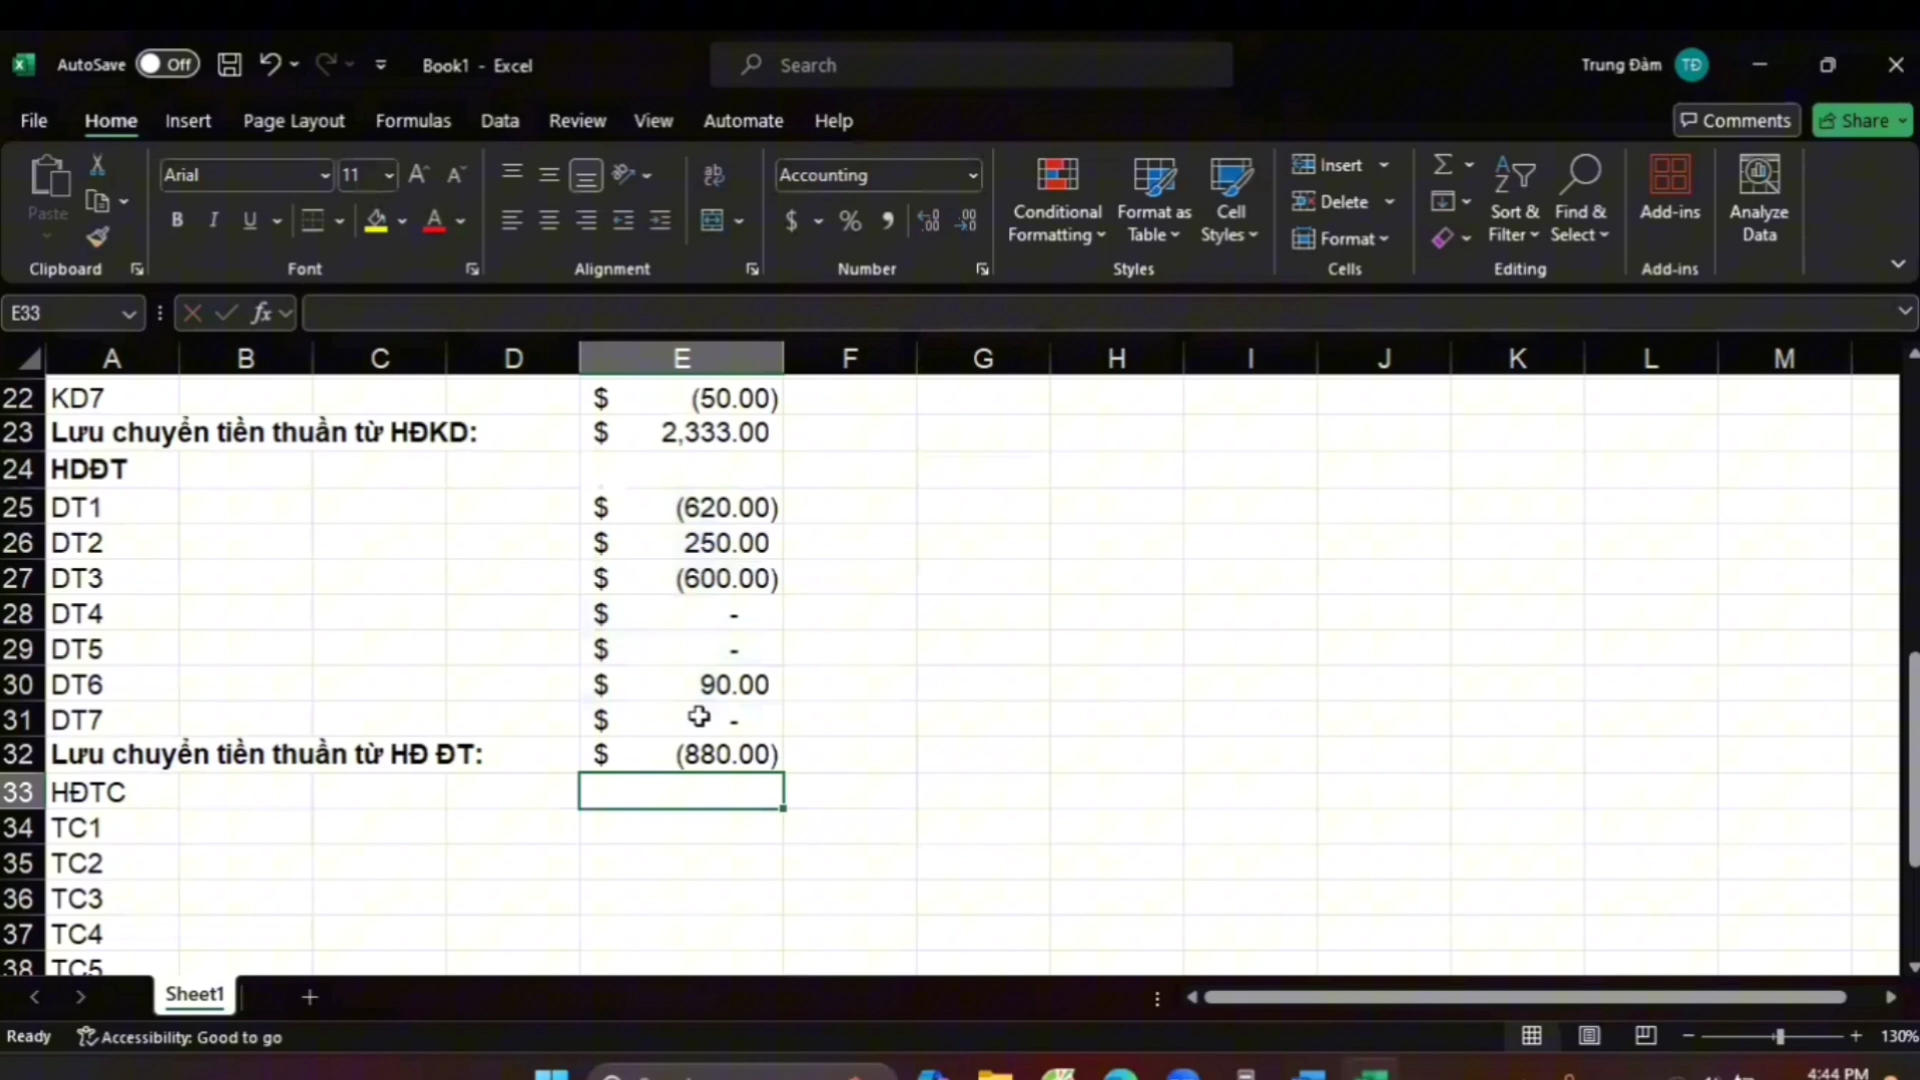 AutoSave Off Book1 - Excel Search Trung Đàm TĐ
File Home Insert Page Layout Formulas Data Review View Automate Help Comments Share
Paste Arial 11 ab Accounting Conditional Formatting Format as Table Cell Styles Insert Delete Format Sort & Filter Find & Select Add-ins Analyze Data
B I U A $ % ,
Clipboard Font Alignment Number Styles Cells Editing Add-ins
E33 fx
A B C D E F G H I J K L M
22 KD7 $ (50.00)
23 Lưu chuyển tiền thuần từ HĐKD: $ 2,333.00
24 HDĐT
25 DT1 $ (620.00)
26 DT2 $ 250.00
27 DT3 $ (600.00)
28 DT4 $ -
29 DT5 $ -
30 DT6 $ 90.00
31 DT7 $ -
32 Lưu chuyển tiền thuần từ HĐ ĐT: $ (880.00)
33 HĐTC
34 TC1
35 TC2
36 TC3
37 TC4
38 TC5
Sheet1
Ready Accessibility: Good to go 130%
4:44 PM